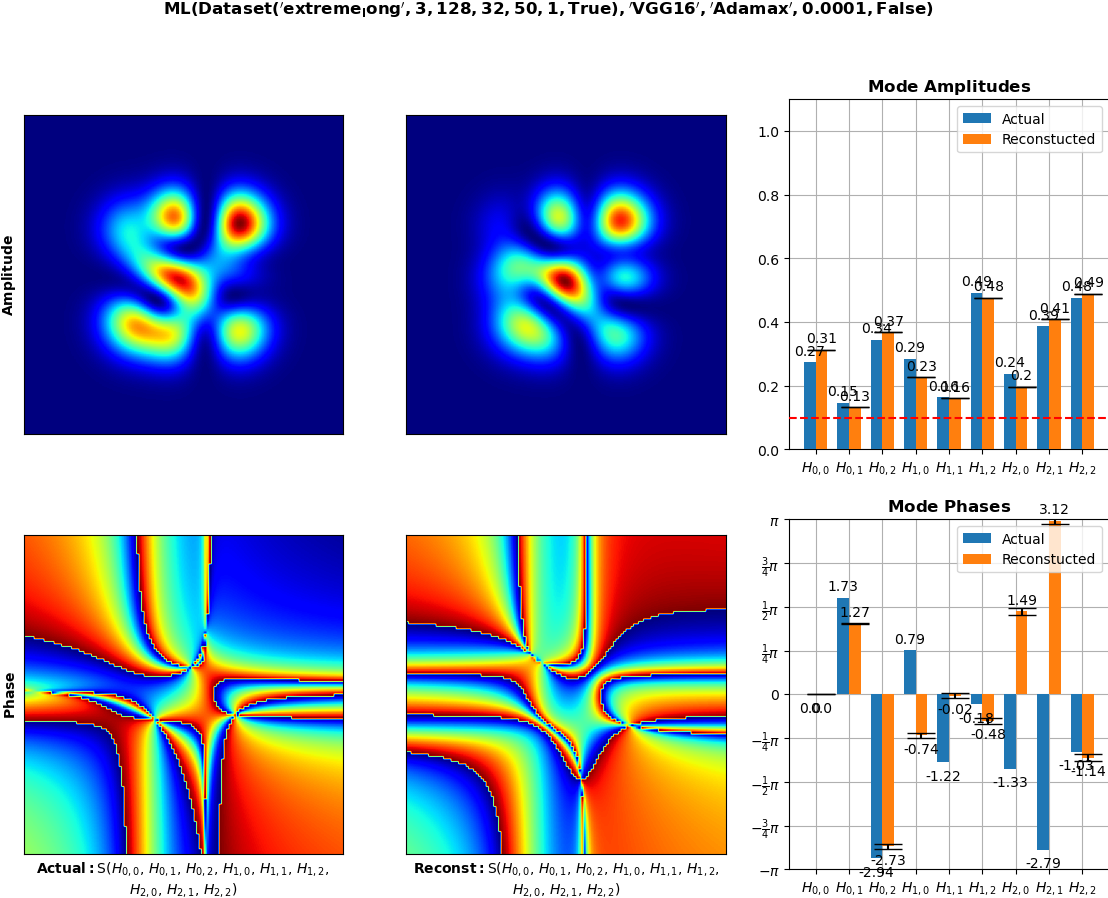 ML(Dataset('extreme_long', 3, 128, 32, 50, 1, True), 'VGG16', 'Adamax', 0.0001, False)
Amplitude
Mode Amplitudes
Actual
Reconstucted
1.0
0.8
0.6
0.4
0.2
0.0
0.27
0.31
0.15
0.13
0.34
0.37
0.29
0.23
0.16
0.16
0.49
0.48
0.24
0.2
0.39
0.41
0.48
0.49
H0,0 H0,1 H0,2 H1,0 H1,1 H1,2 H2,0 H2,1 H2,2
Phase
Mode Phases
Actual
Reconstucted
π
3/4π
1/2π
1/4π
0
−1/4π
−1/2π
−3/4π
−π
0.0
0.0
1.73
1.27
-2.94
-2.73
0.79
-0.74
-1.22
-0.02
-0.18
-0.48
-1.33
1.49
-2.79
3.12
-1.03
-1.14
H0,0 H0,1 H0,2 H1,0 H1,1 H1,2 H2,0 H2,1 H2,2
Actual: S(H0,0, H0,1, H0,2, H1,0, H1,1, H1,2,
H2,0, H2,1, H2,2)
Reconst: S(H0,0, H0,1, H0,2, H1,0, H1,1, H1,2,
H2,0, H2,1, H2,2)